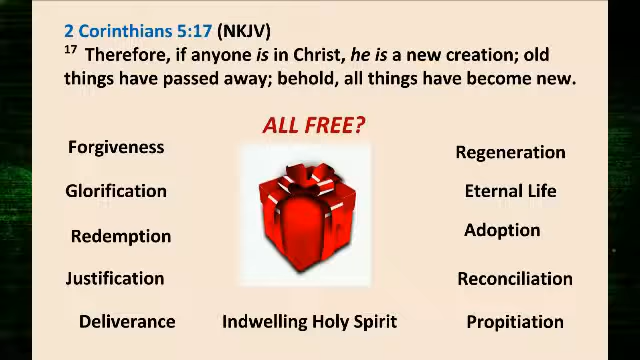 2 Corinthians 5:17 (NKJV)
17 Therefore, if anyone is in Christ, he is a new creation; old
things have passed away; behold, all things have become new.
ALL FREE?
Forgiveness
Regeneration
Glorification
Eternal Life
Redemption
Adoption
Justification
Reconciliation
Deliverance
Indwelling Holy Spirit
Propitiation